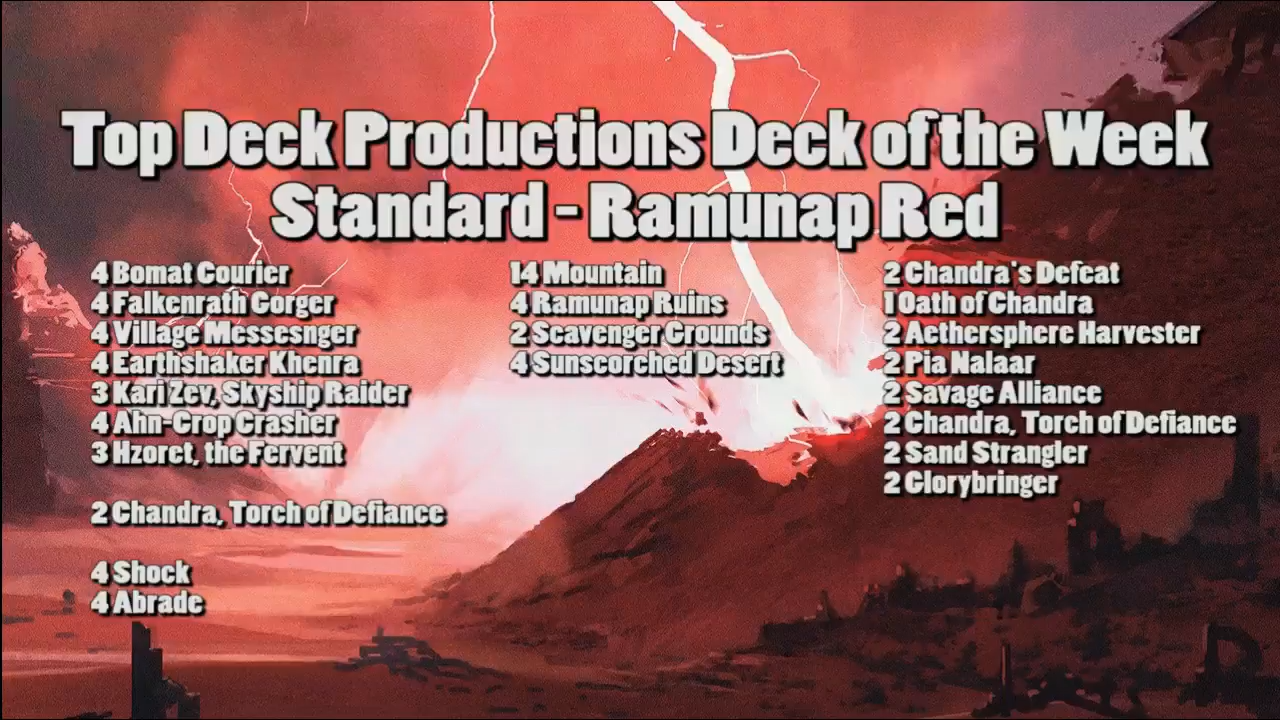 Top Deck Productions Deck of the Week
Standard - Ramunap Red
4 Bomat Courier
4 Falkenrath Gorger
4 Village Messesnger
4 Earthshaker Khenra
3 Kari Zev, Skyship Raider
4 Ahn-Crop Crasher
3 Hzoret, the Fervent
2 Chandra, Torch of Defiance
4 Shock
4 Abrade
14 Mountain
4 Ramunap Ruins
2 Scavenger Grounds
4 Sunscorched Desert
2 Chandra's Defeat
1 Oath of Chandra
2 Aethersphere Harvester
2 Pia Nalaar
2 Savage Alliance
2 Chandra, Torch of Defiance
2 Sand Strangler
2 Glorybringer